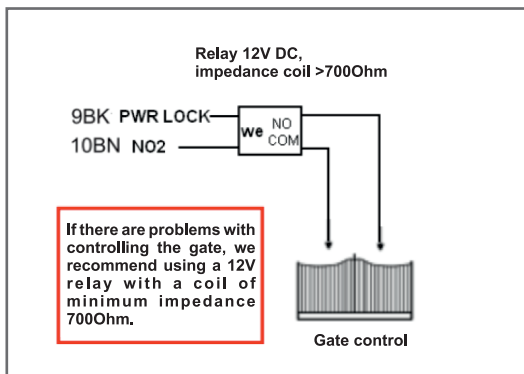 Relay 12V DC,
impedance coil >700Ohm
9BK PWR LOCK
10BN NO2
we NO
COM
If there are problems with
controlling the gate, we
recommend using a 12V
relay with a coil of
minimum impedance
700Ohm.
Gate control